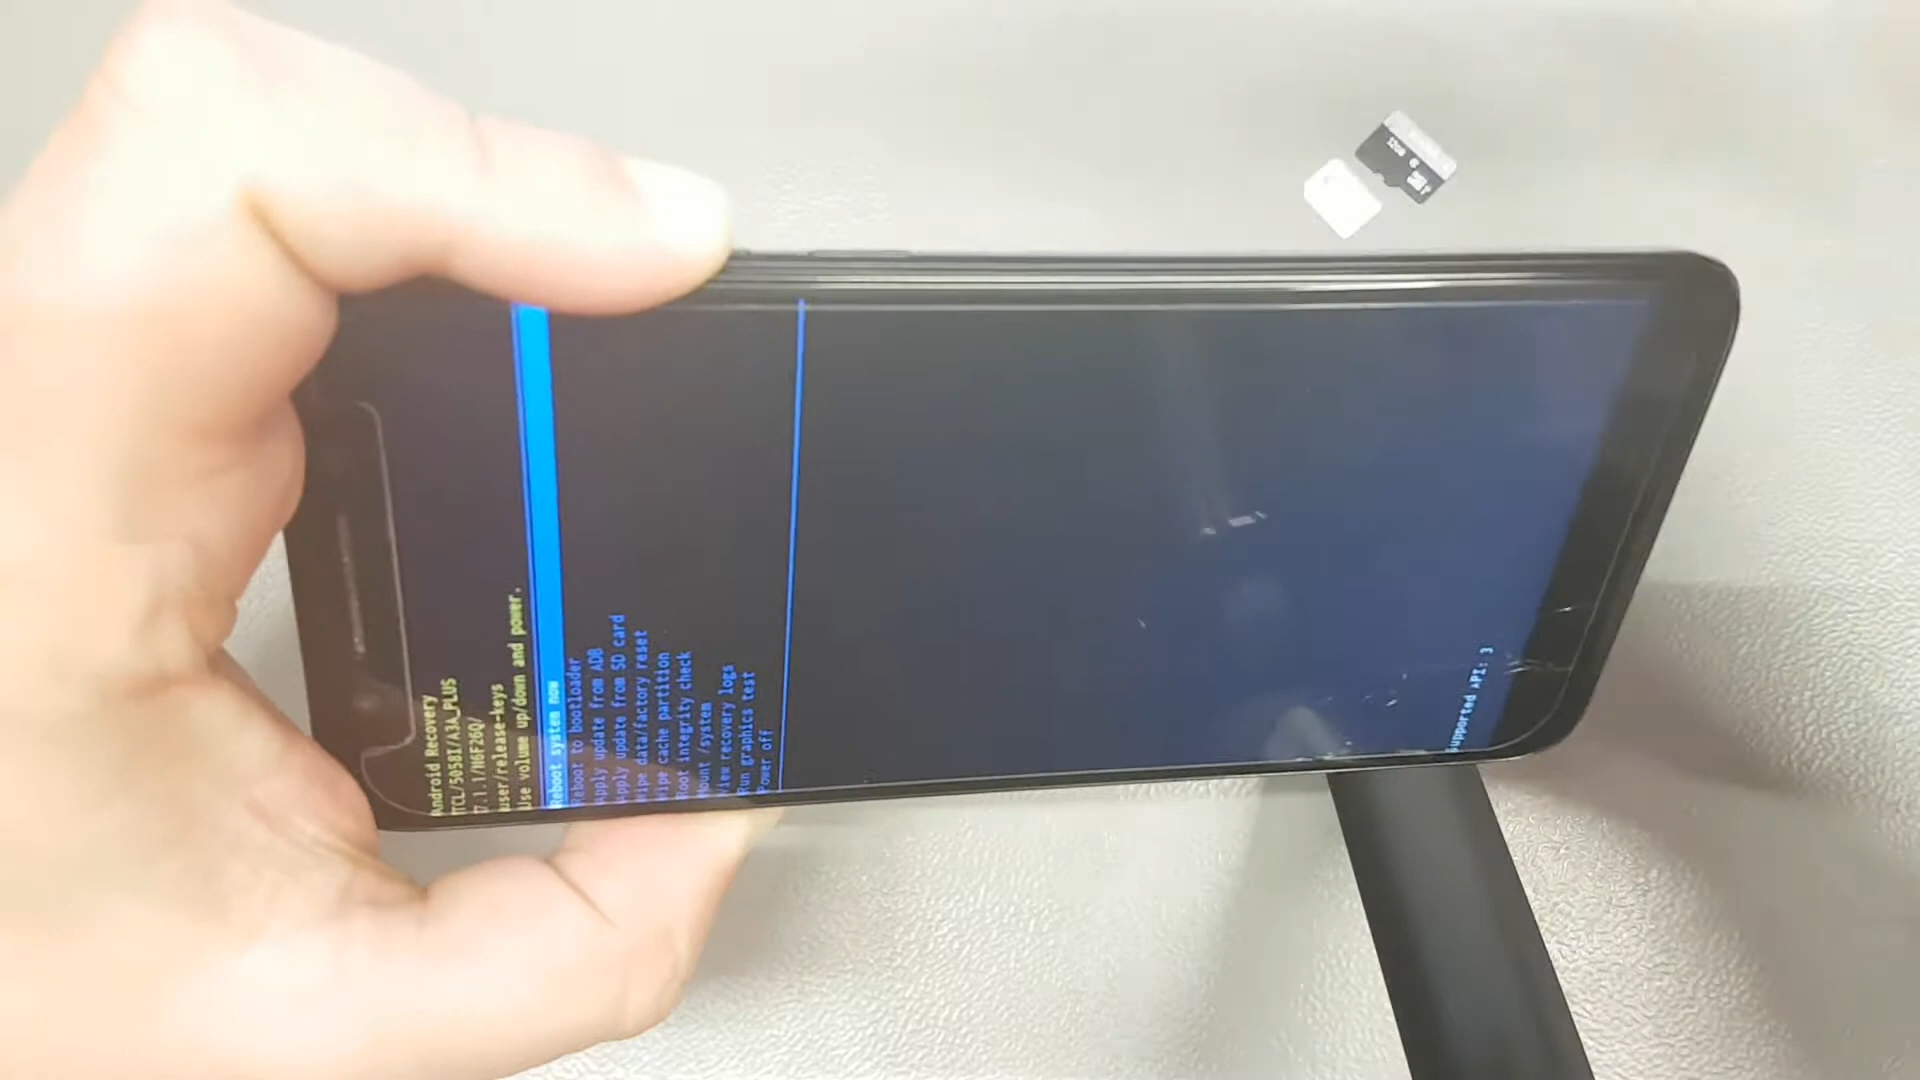 Android Recovery
TCL/5058I/A3A_PLUS
7.1.1/NGF26Q/
user/release-keys
Use volume up/down and power.
Reboot system now
Reboot to bootloader
Apply update from ADB
Apply update from SD card
Wipe data/factory reset
Wipe cache partition
Root integrity check
Mount /system
View recovery logs
Run graphics test
Power off
Supported API: 3